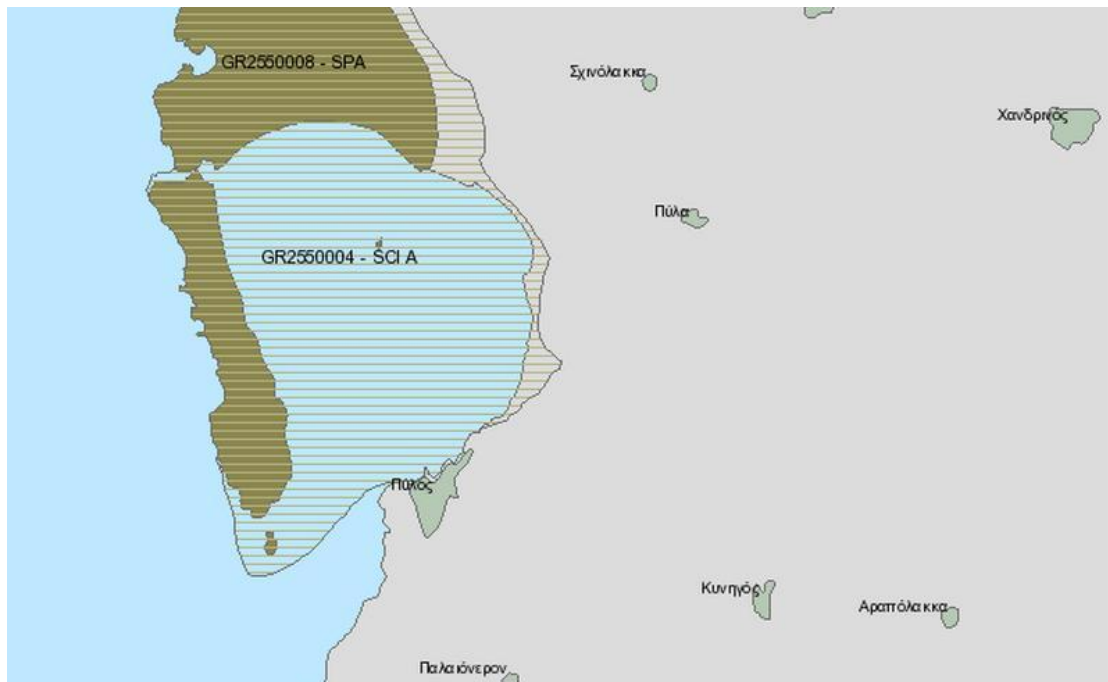 GR2550008 - SPA
Σχινόλακκα
Χανδρινός
Πύλα
GR2550004 - SCI A
Πύλος
Κυνηγός
Αραπόλακκα
Παλαιόνερον